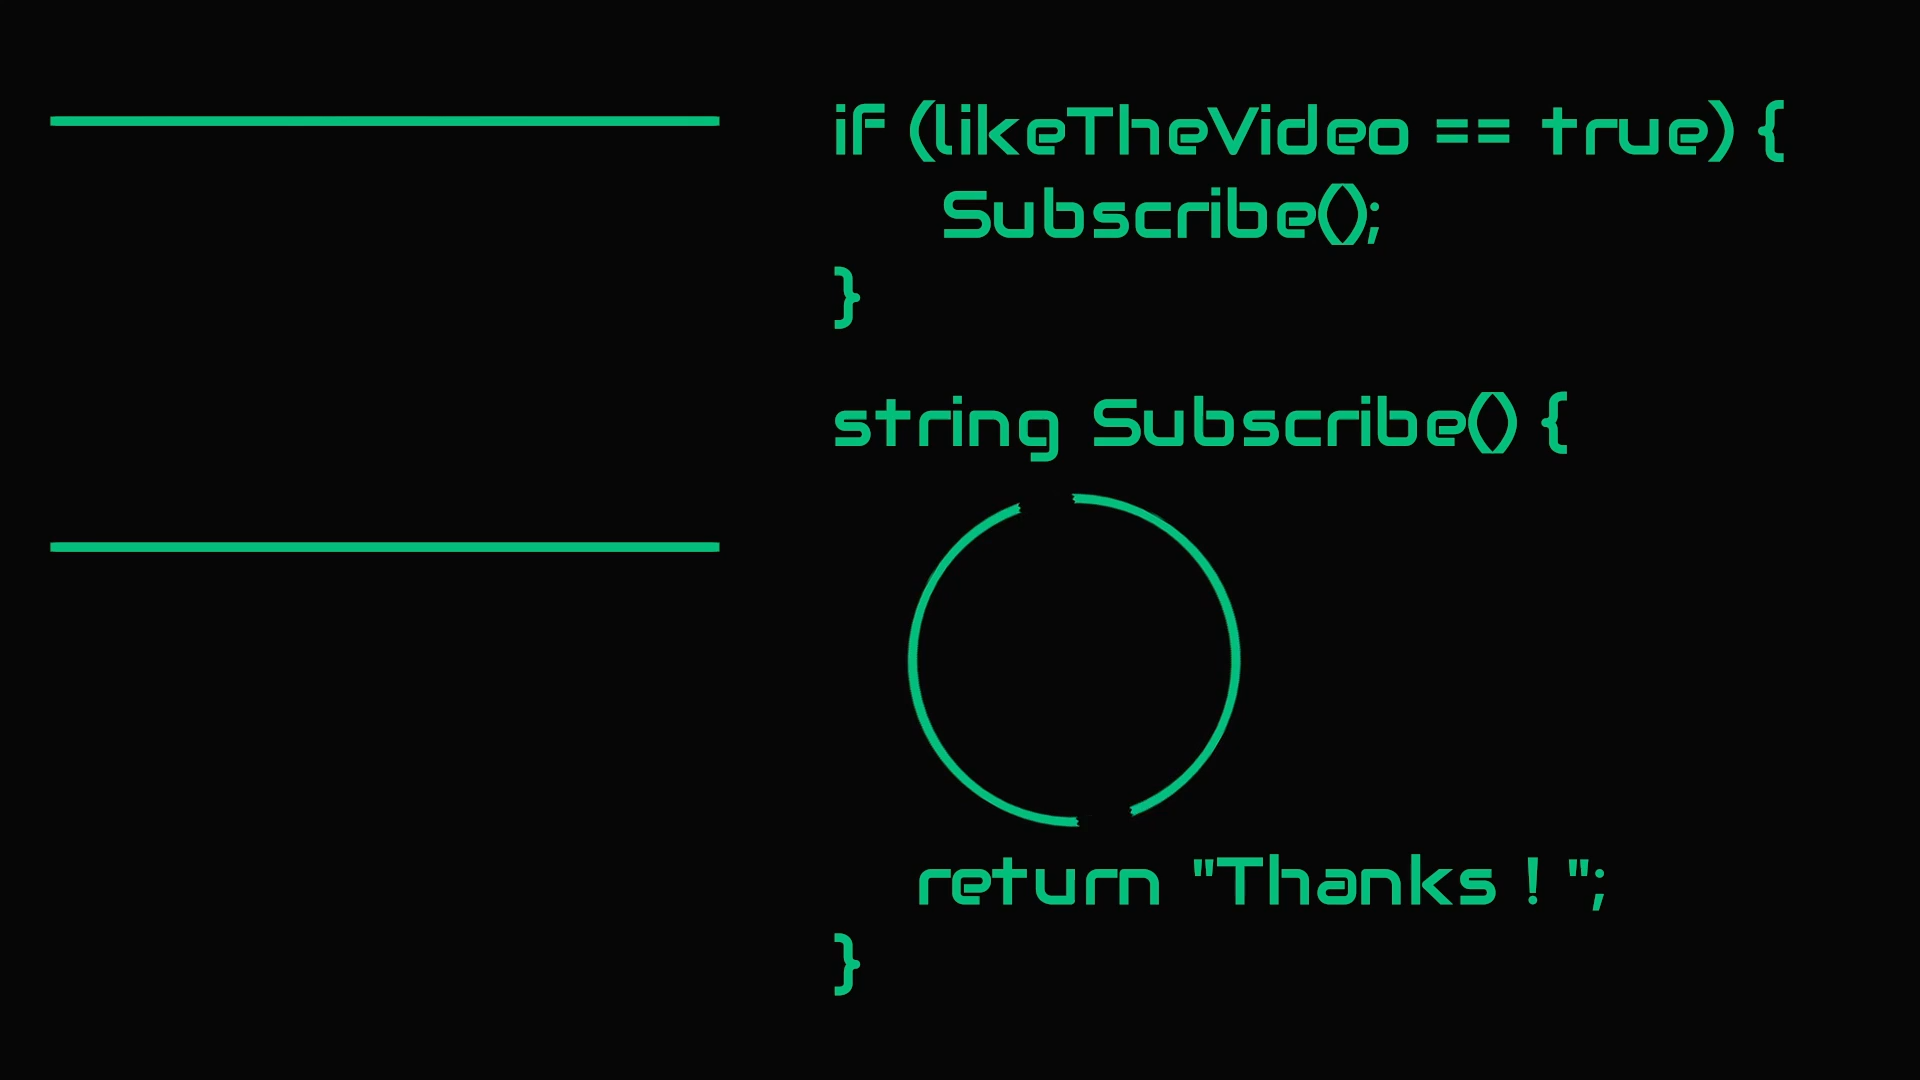 if (likeTheVideo == true) {
Subscribe();
}
string Subscribe() {
return "Thanks ! ";
}